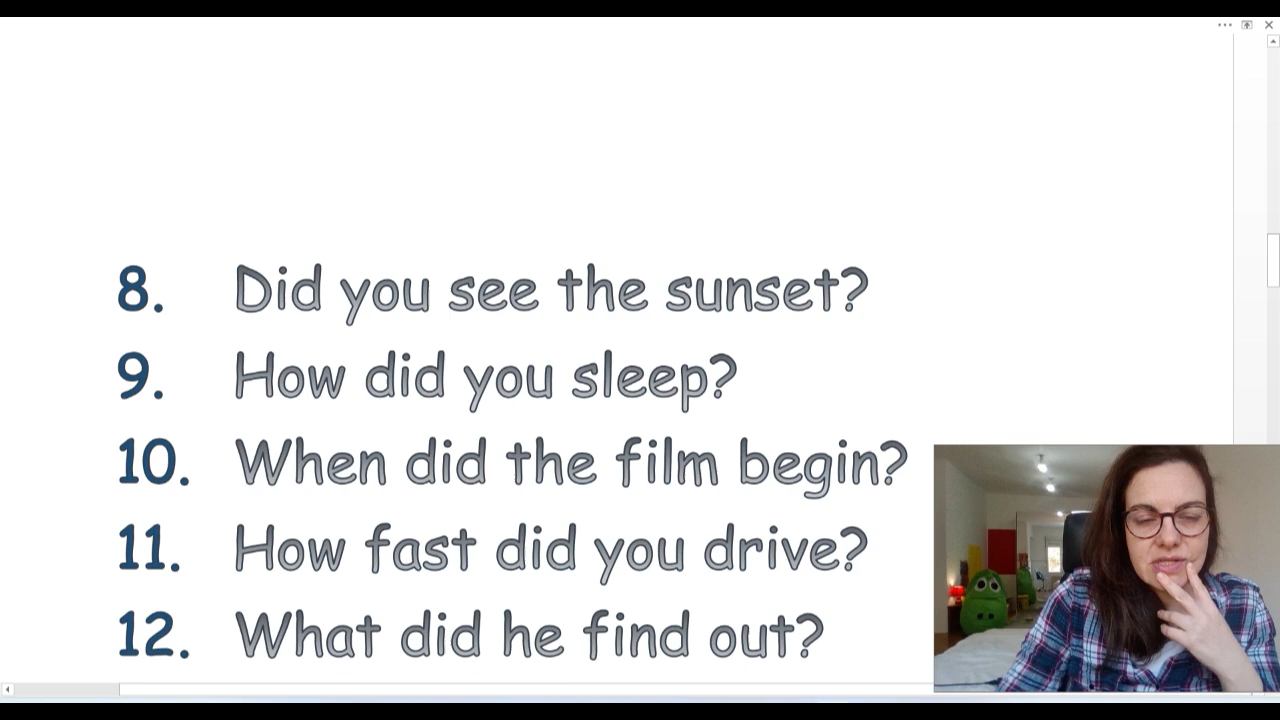 8. Did you see the sunset?
9. How did you sleep?
10. When did the film begin?
11. How fast did you drive?
12. What did he find out?